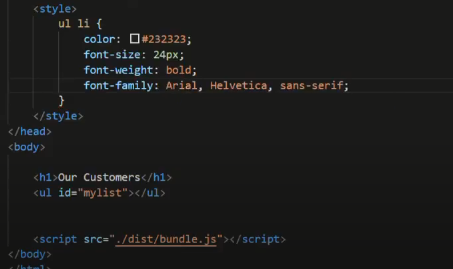 <style>
ul li {
color: #232323;
font-size: 24px;
font-weight: bold;
font-family: Arial, Helvetica, sans-serif;
}
</style>
</head>
<body>
<h1>Our Customers</h1>
<ul id="mylist"></ul>
<script src="./dist/bundle.js"></script>
</body>
</html>